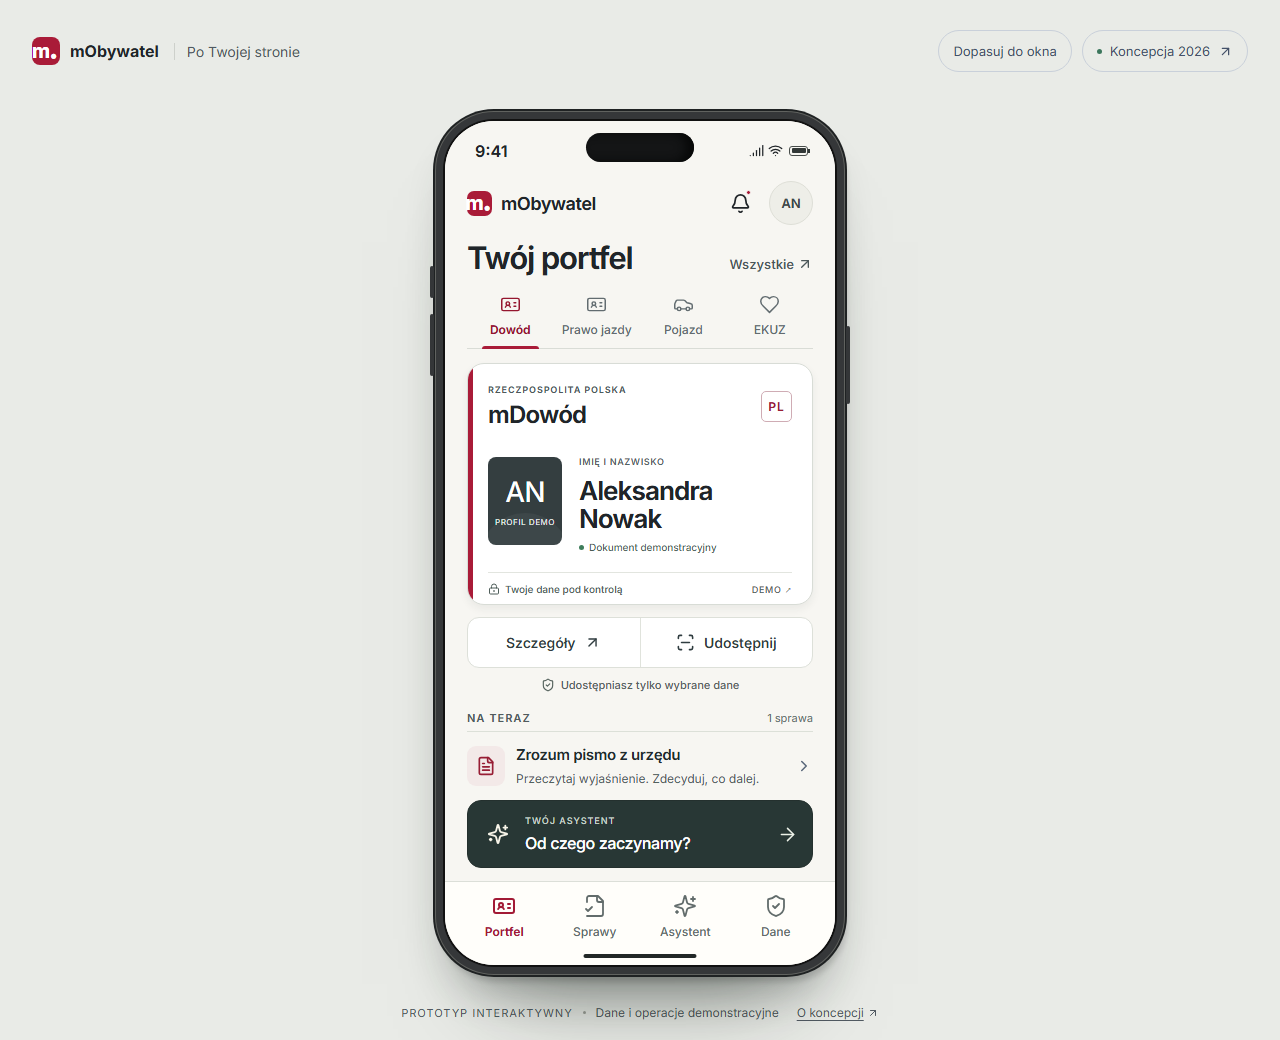 m. mObywatel Po Twojej stronie Dopasuj do okna Koncepcja 2026
9:41
m. mObywatel AN
Twój portfel Wszystkie
Dowód Prawo jazdy Pojazd EKUZ
RZECZPOSPOLITA POLSKA
mDowód PL
IMIĘ I NAZWISKO
AN Aleksandra
PROFIL DEMO Nowak
Dokument demonstracyjny
Twoje dane pod kontrolą DEMO
Szczegóły Udostępnij
Udostępniasz tylko wybrane dane
NA TERAZ 1 sprawa
Zrozum pismo z urzędu
Przeczytaj wyjaśnienie. Zdecyduj, co dalej.
TWÓJ ASYSTENT
Od czego zaczynamy?
Portfel Sprawy Asystent Dane
PROTOTYP INTERAKTYWNY • Dane i operacje demonstracyjne O koncepcji